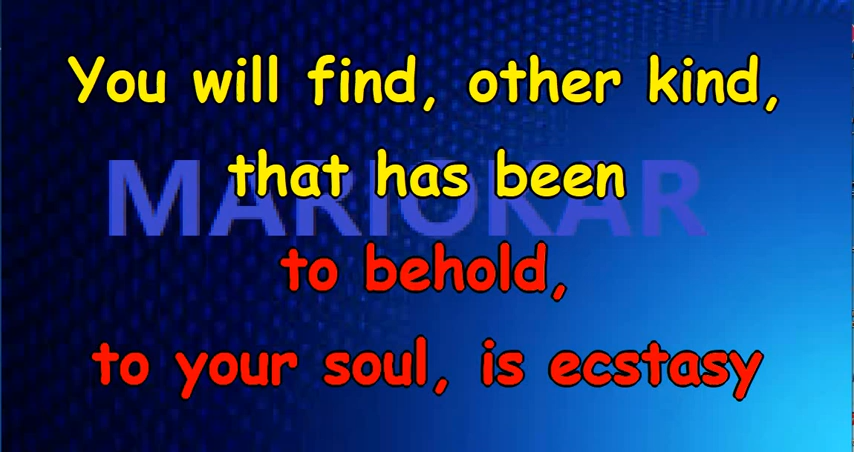 You will find, other kind,
that has been
MARIOKAR
to behold,
to your soul, is ecstasy